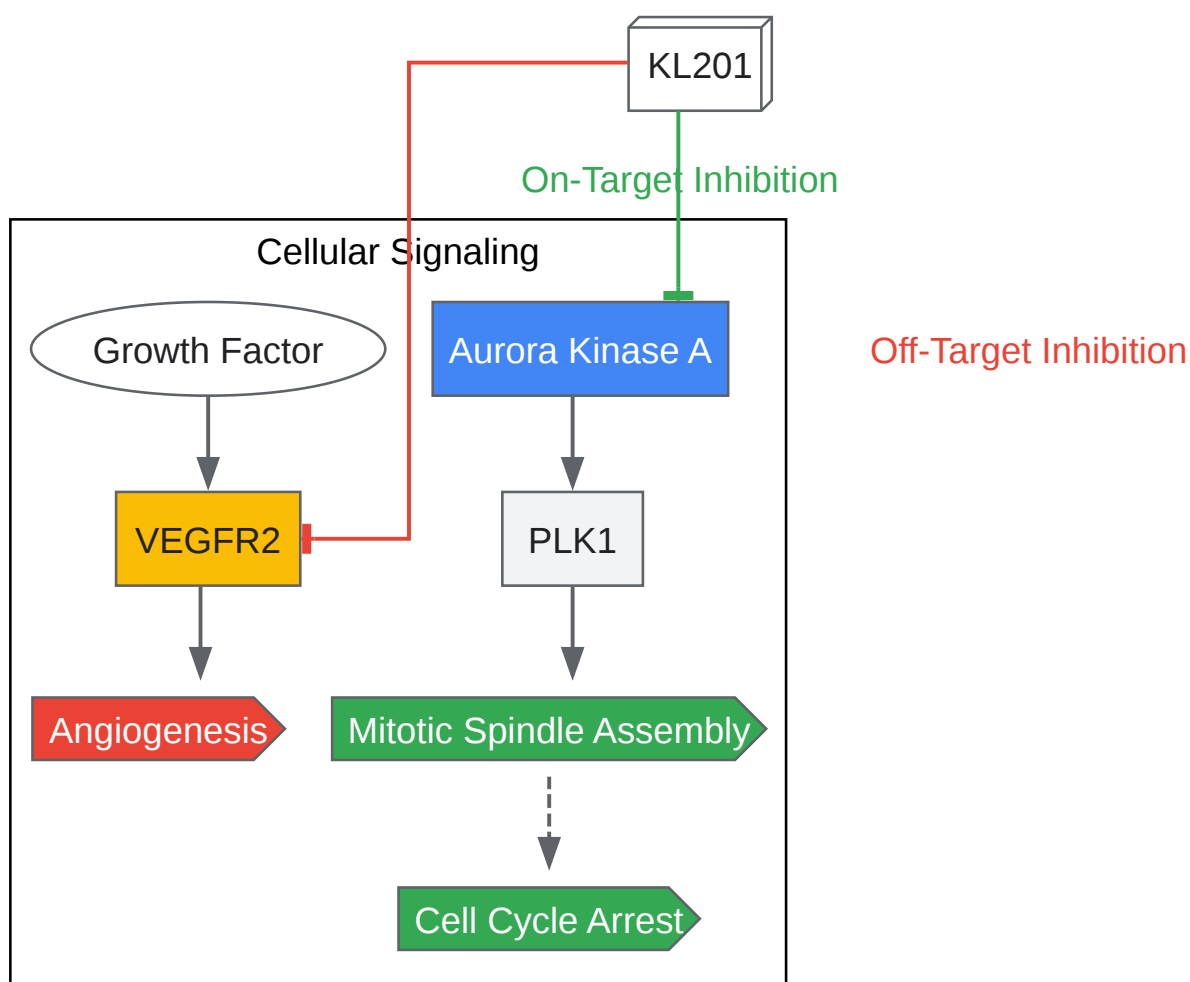 KL201
On-Target Inhibition
Cellular Signaling
Growth Factor
Aurora Kinase A
Off-Target Inhibition
VEGFR2
PLK1
Angiogenesis
Mitotic Spindle Assembly
Cell Cycle Arrest